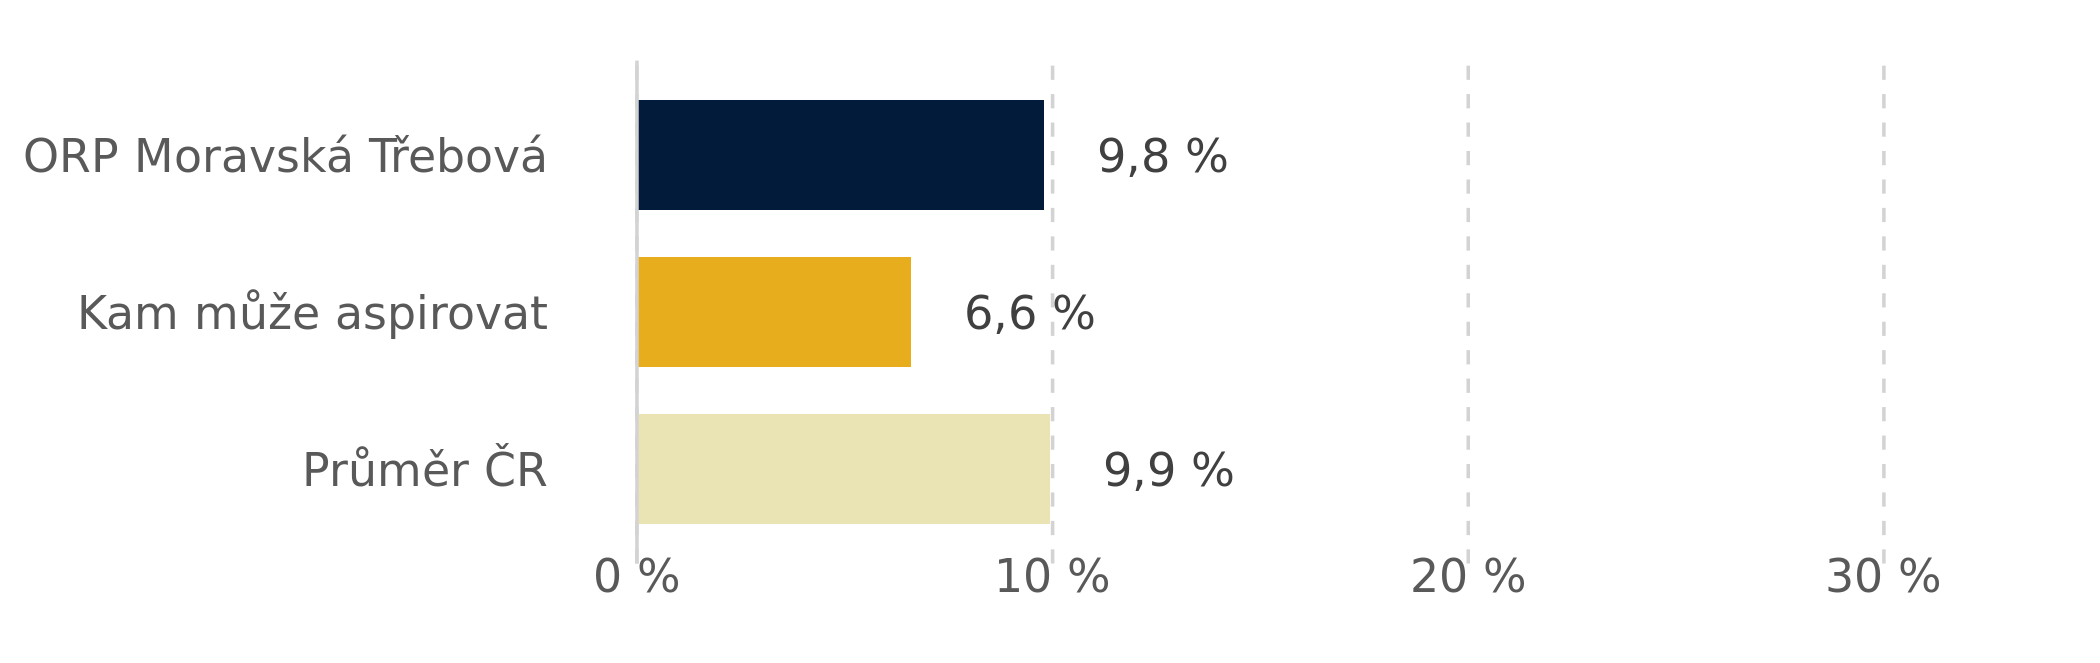 ORP Moravská Třebová 9,8 %
Kam může aspirovat 6,6 %
Průměr ČR 9,9 %
0 % 10 % 20 % 30 %